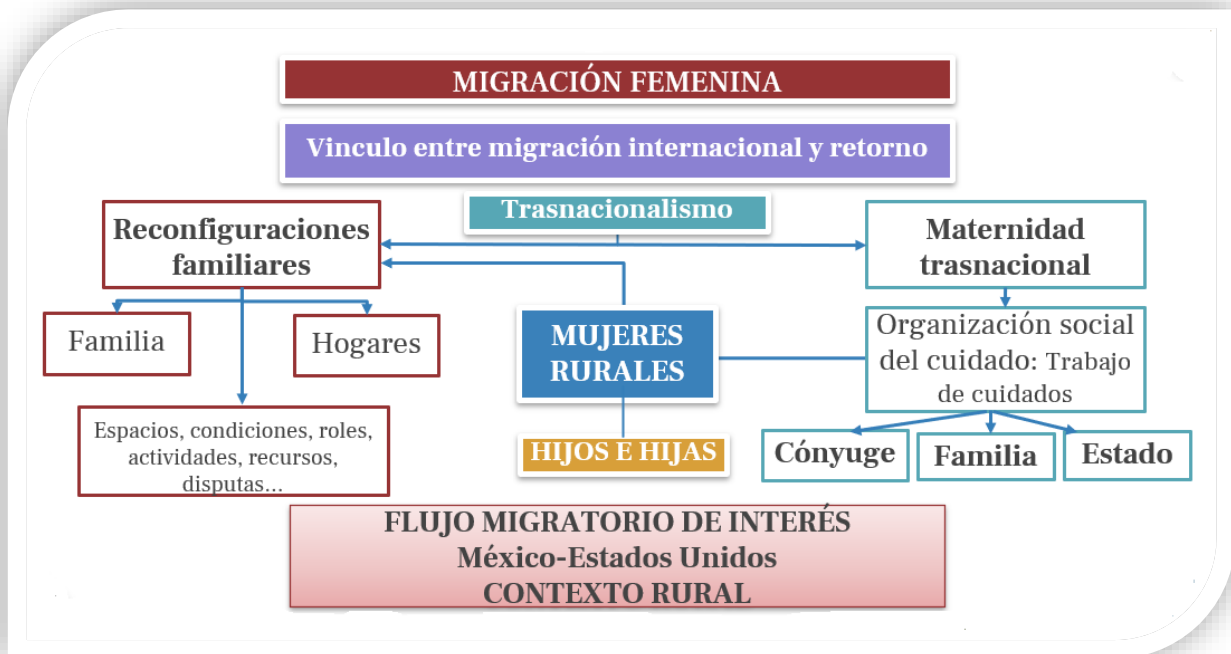 MIGRACIÓN FEMENINA
Vinculo entre migración internacional y retorno
Trasnacionalismo
Reconfiguraciones
familiares
Maternidad
trasnacional
Familia
Hogares
MUJERES
RURALES
Organización social
del cuidado: Trabajo
de cuidados
Espacios, condiciones, roles,
actividades, recursos,
disputas...
HIJOS E HIJAS
Cónyuge
Familia
Estado
FLUJO MIGRATORIO DE INTERÉS
México-Estados Unidos
CONTEXTO RURAL